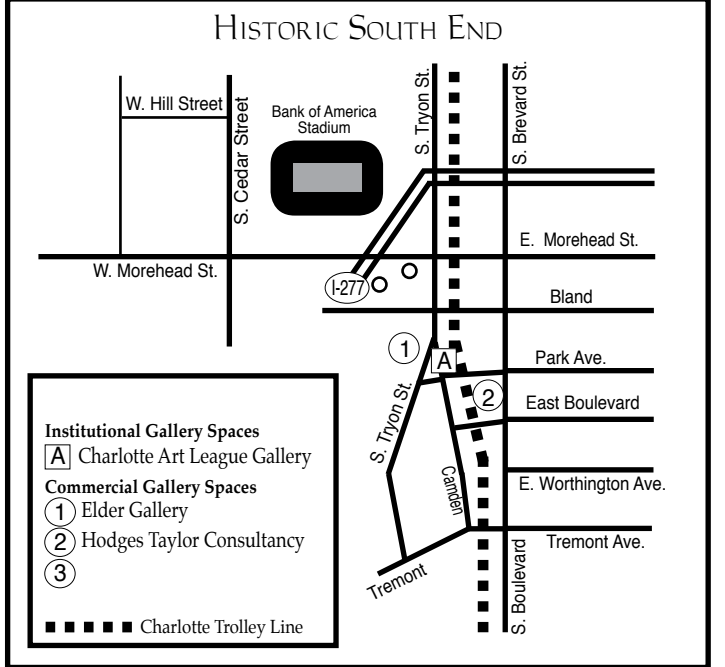 HISTORIC SOUTH END
W. Hill Street
S. Cedar Street
Bank of America
Stadium
S. Tryon St.
S. Brevard St.
E. Morehead St.
W. Morehead St.
I-277
Bland
1
A
Park Ave.
2
East Boulevard
S. Tryon St.
Camden
E. Worthington Ave.
Tremont Ave.
Tremont
S. Boulevard
Institutional Gallery Spaces
A Charlotte Art League Gallery
Commercial Gallery Spaces
1 Elder Gallery
2 Hodges Taylor Consultancy
3
Charlotte Trolley Line